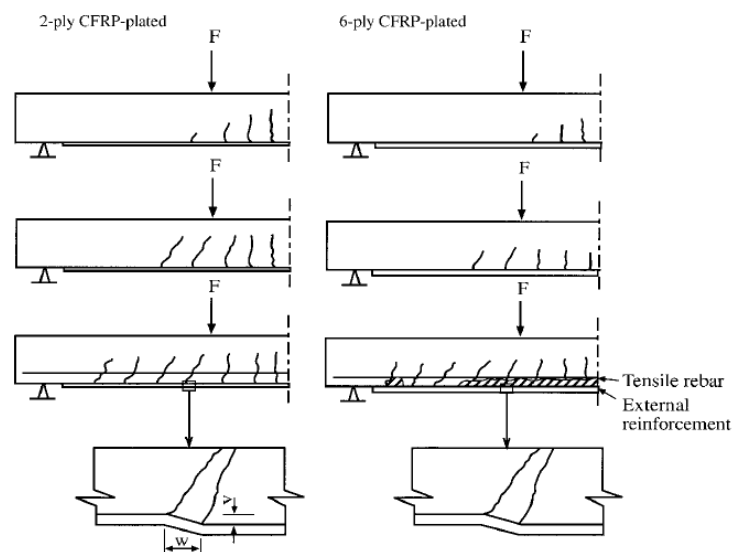 2-ply CFRP-plated
6-ply CFRP-plated
F
F
F
F
F
F
Tensile rebar
External
reinforcement
v
w